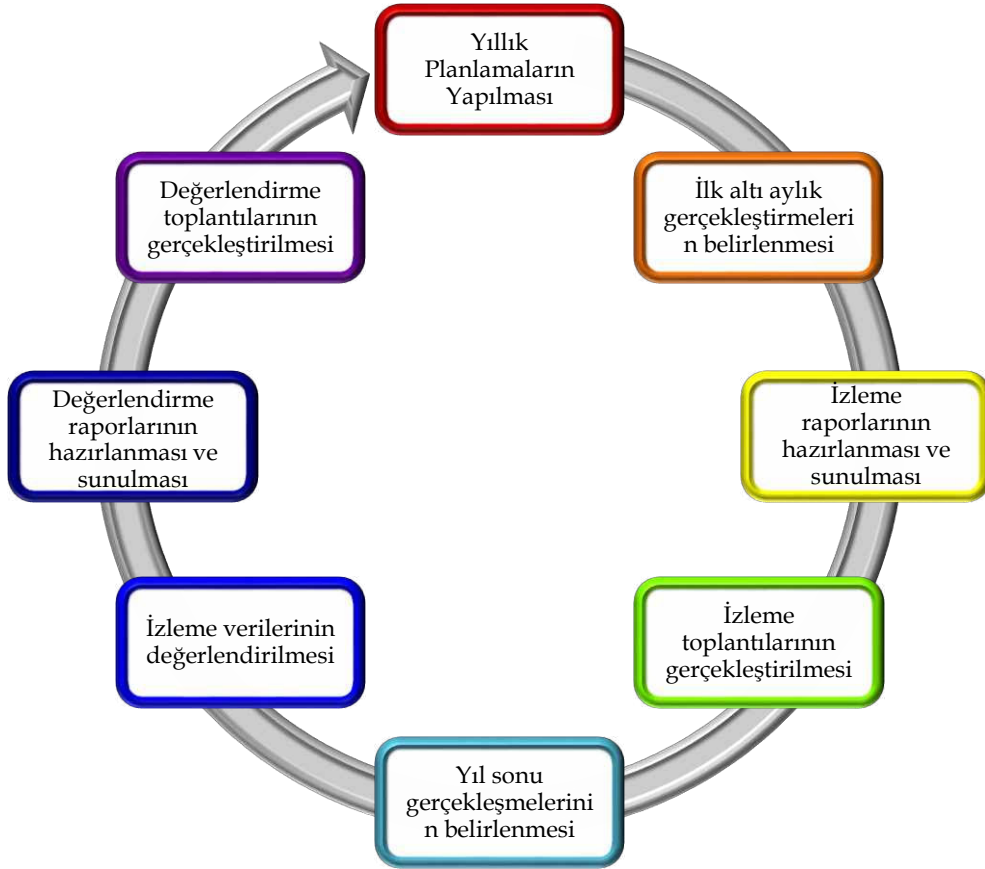 Yıllık
Planlamaların
Yapılması
İlk altı aylık
gerçekleştirmeleri
n belirlenmesi
İzleme
raporlarının
hazırlanması ve
sunulması
İzleme
toplantılarının
gerçekleştirilmesi
Yıl sonu
gerçekleşmelerini
n belirlenmesi
İzleme verilerinin
değerlendirilmesi
Değerlendirme
raporlarının
hazırlanması ve
sunulması
Değerlendirme
toplantılarının
gerçekleştirilmesi